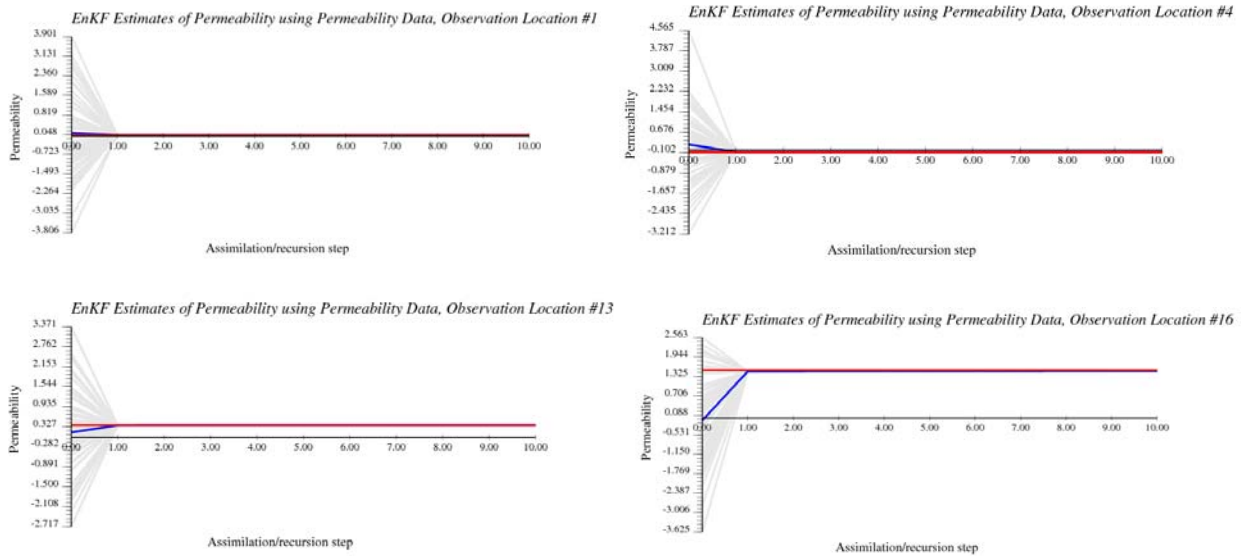 EnKF Estimates of Permeability using Permeability Data, Observation Location #1
3.901
3.131
2.360
1.589
0.819
0.048
-0.723
-1.493
-2.264
-3.035
-3.806
Permeability
0.00 1.00 2.00 3.00 4.00 5.00 6.00 7.00 8.00 9.00 10.00
Assimilation/recursion step
EnKF Estimates of Permeability using Permeability Data, Observation Location #4
4.565
3.787
3.009
2.232
1.454
0.676
-0.102
-0.879
-1.657
-2.435
-3.212
Permeability
0.00 1.00 2.00 3.00 4.00 5.00 6.00 7.00 8.00 9.00 10.00
Assimilation/recursion step
EnKF Estimates of Permeability using Permeability Data, Observation Location #13
3.371
2.762
2.153
1.544
0.935
0.327
-0.282
-0.891
-1.500
-2.108
-2.717
Permeability
0.00 1.00 2.00 3.00 4.00 5.00 6.00 7.00 8.00 9.00 10.00
Assimilation/recursion step
EnKF Estimates of Permeability using Permeability Data, Observation Location #16
2.563
1.944
1.325
0.706
0.088
-0.531
-1.150
-1.769
-2.387
-3.006
-3.625
Permeability
0.00 1.00 2.00 3.00 4.00 5.00 6.00 7.00 8.00 9.00 10.00
Assimilation/recursion step